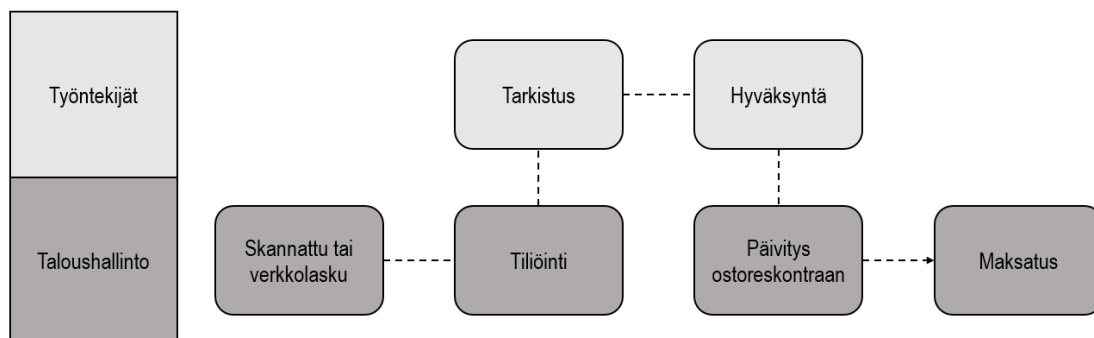 Työntekijät
Tarkistus
Hyväksyntä
Taloushallinto
Skannattu tai
verkkolasku
Tiliöinti
Päivitys
ostoreskontraan
Maksatus